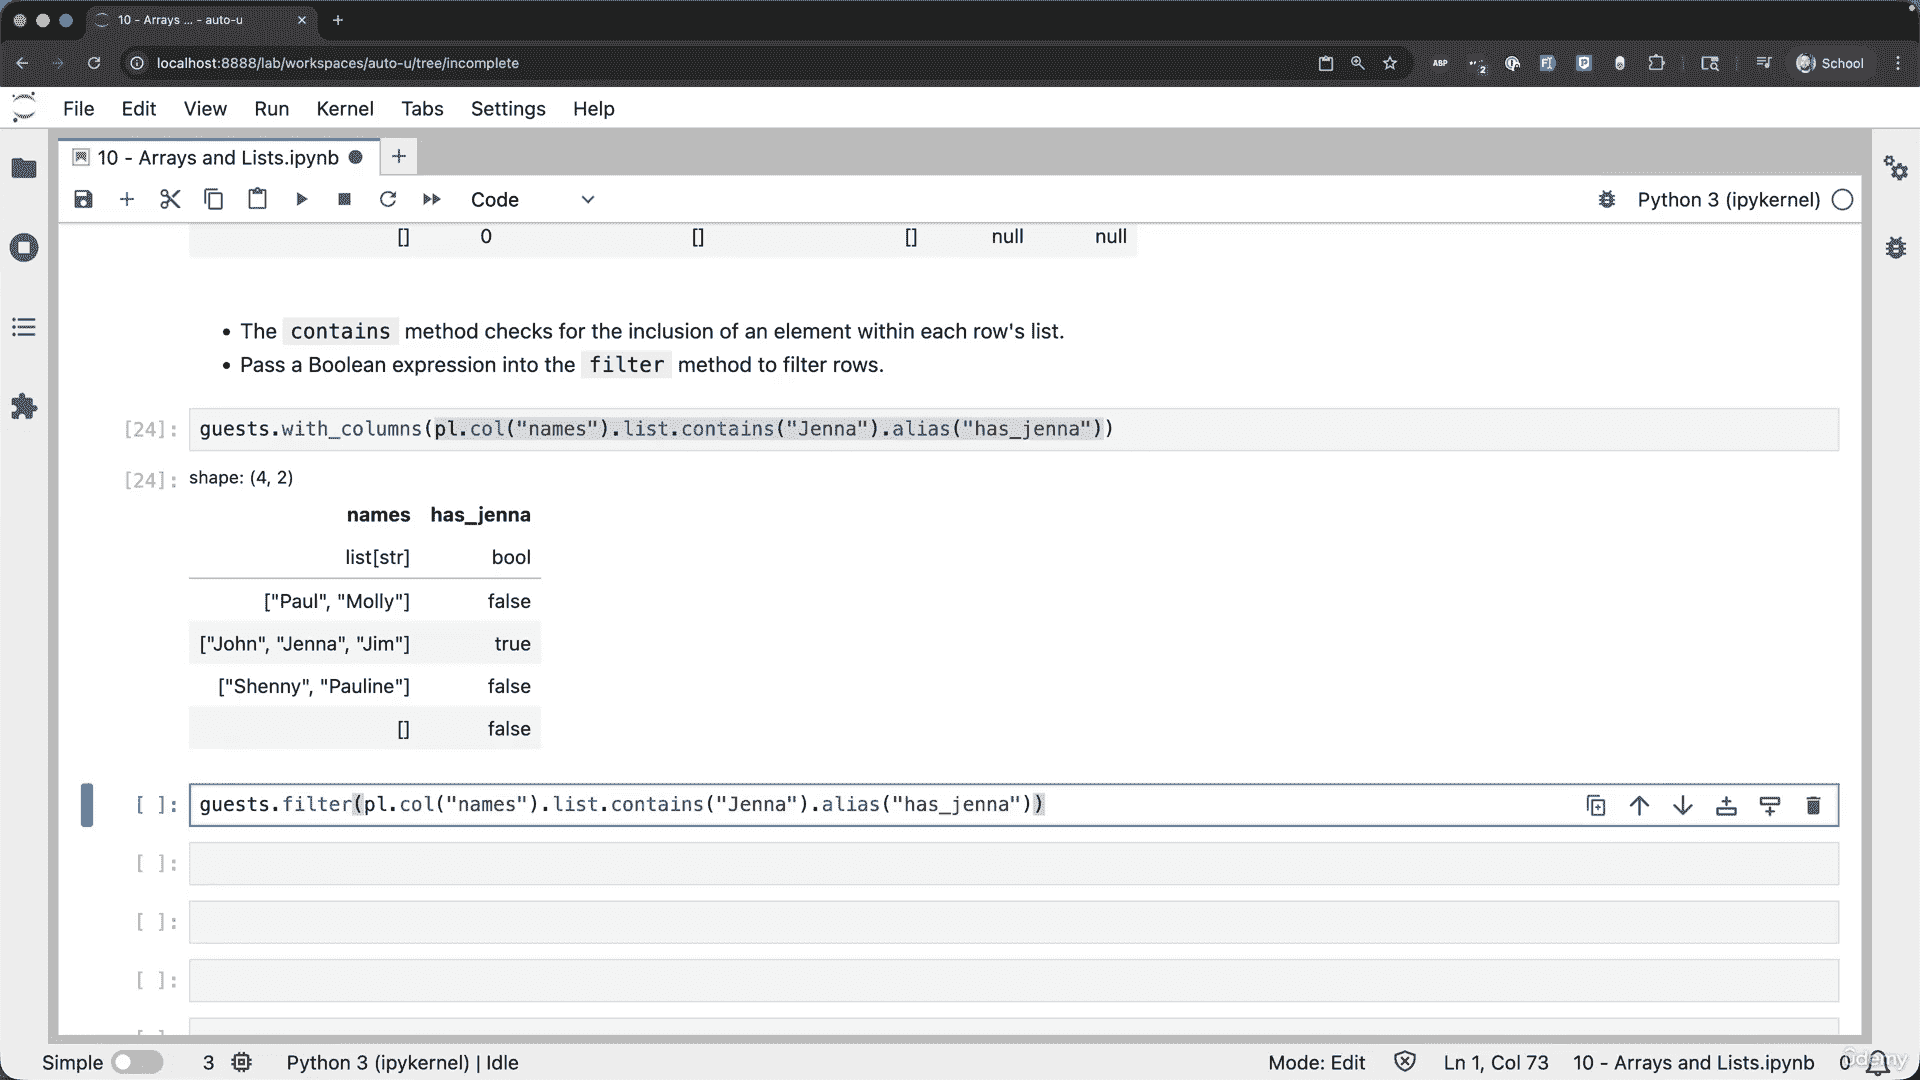 10 - Arrays ... - auto-u
localhost:8888/lab/workspaces/auto-u/tree/incomplete
ABP
2
School
File Edit View Run Kernel Tabs Settings Help
10 - Arrays and Lists.ipynb
Code
Python 3 (ipykernel)
[] 0 [] [] null null
• The contains method checks for the inclusion of an element within each row's list.
• Pass a Boolean expression into the filter method to filter rows.
[24]: guests.with_columns(pl.col("names").list.contains("Jenna").alias("has_jenna"))
[24]: shape: (4, 2)
names has_jenna
list[str] bool
["Paul", "Molly"] false
["John", "Jenna", "Jim"] true
["Shenny", "Pauline"] false
[] false
[ ]: guests.filter(pl.col("names").list.contains("Jenna").alias("has_jenna"))
[ ]:
[ ]:
[ ]:
Simple 3 Python 3 (ipykernel) | Idle Mode: Edit Ln 1, Col 73 10 - Arrays and Lists.ipynb 0
udemy